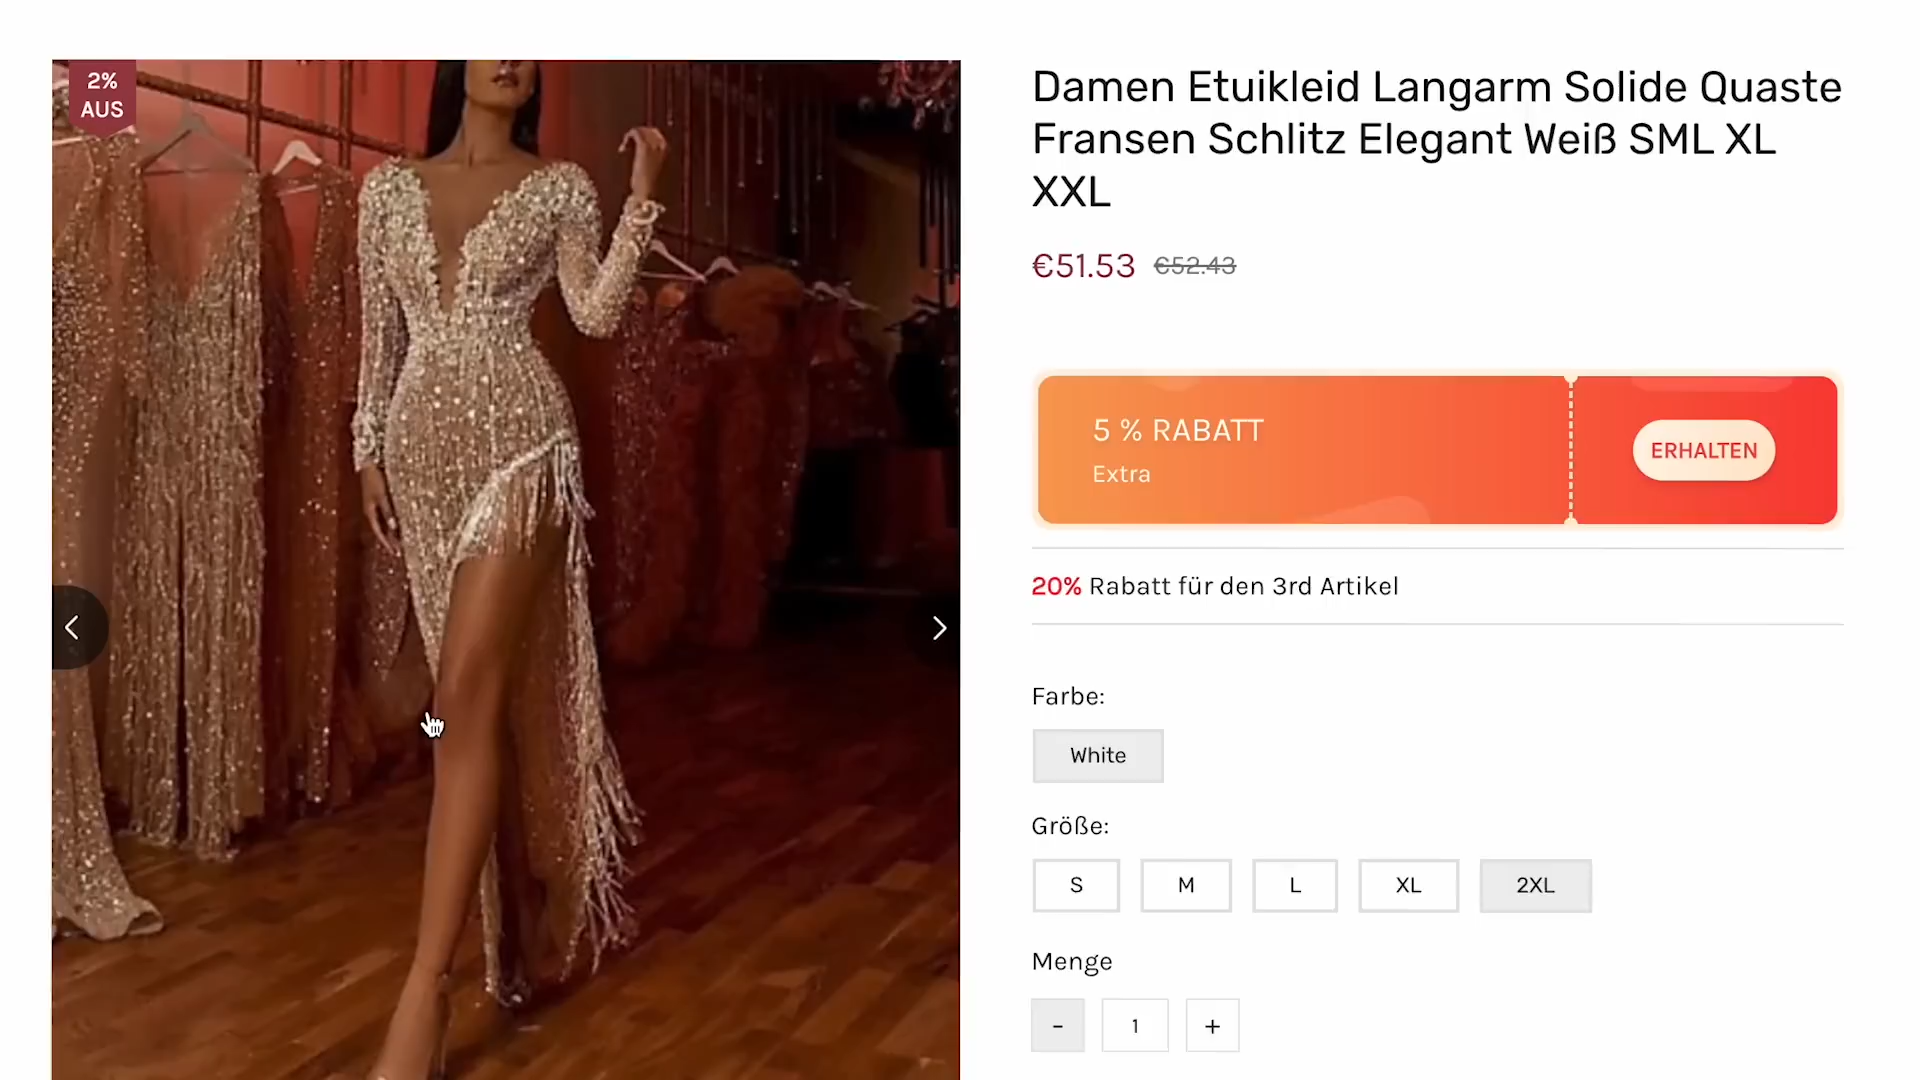 2%
AUS
Damen Etuikleid Langarm Solide Quaste
Fransen Schlitz Elegant Weiß SML XL
XXL
€51.53 €52.43
5 % RABATT
Extra
ERHALTEN
20% Rabatt für den 3rd Artikel
Farbe:
White
Größe:
S M L XL 2XL
Menge
- 1 +